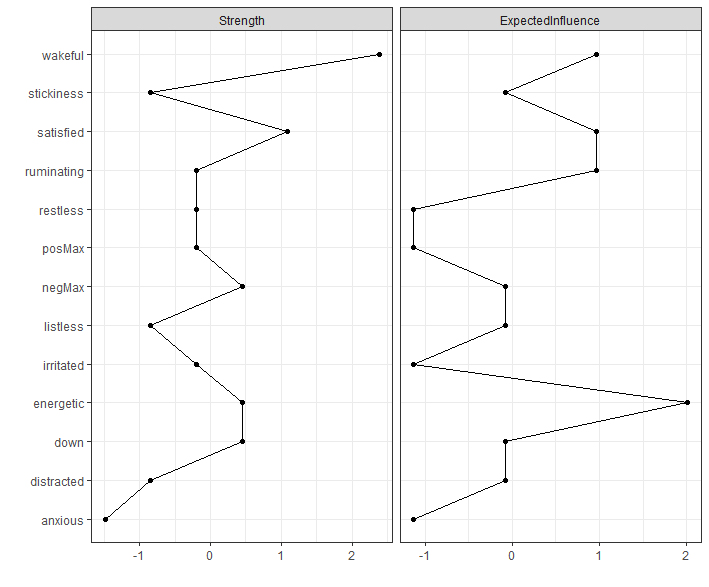 Strength ExpectedInfluence
wakeful
stickiness
satisfied
ruminating
restless
posMax
negMax
listless
irritated
energetic
down
distracted
anxious
-1 0 1 2 -1 0 1 2